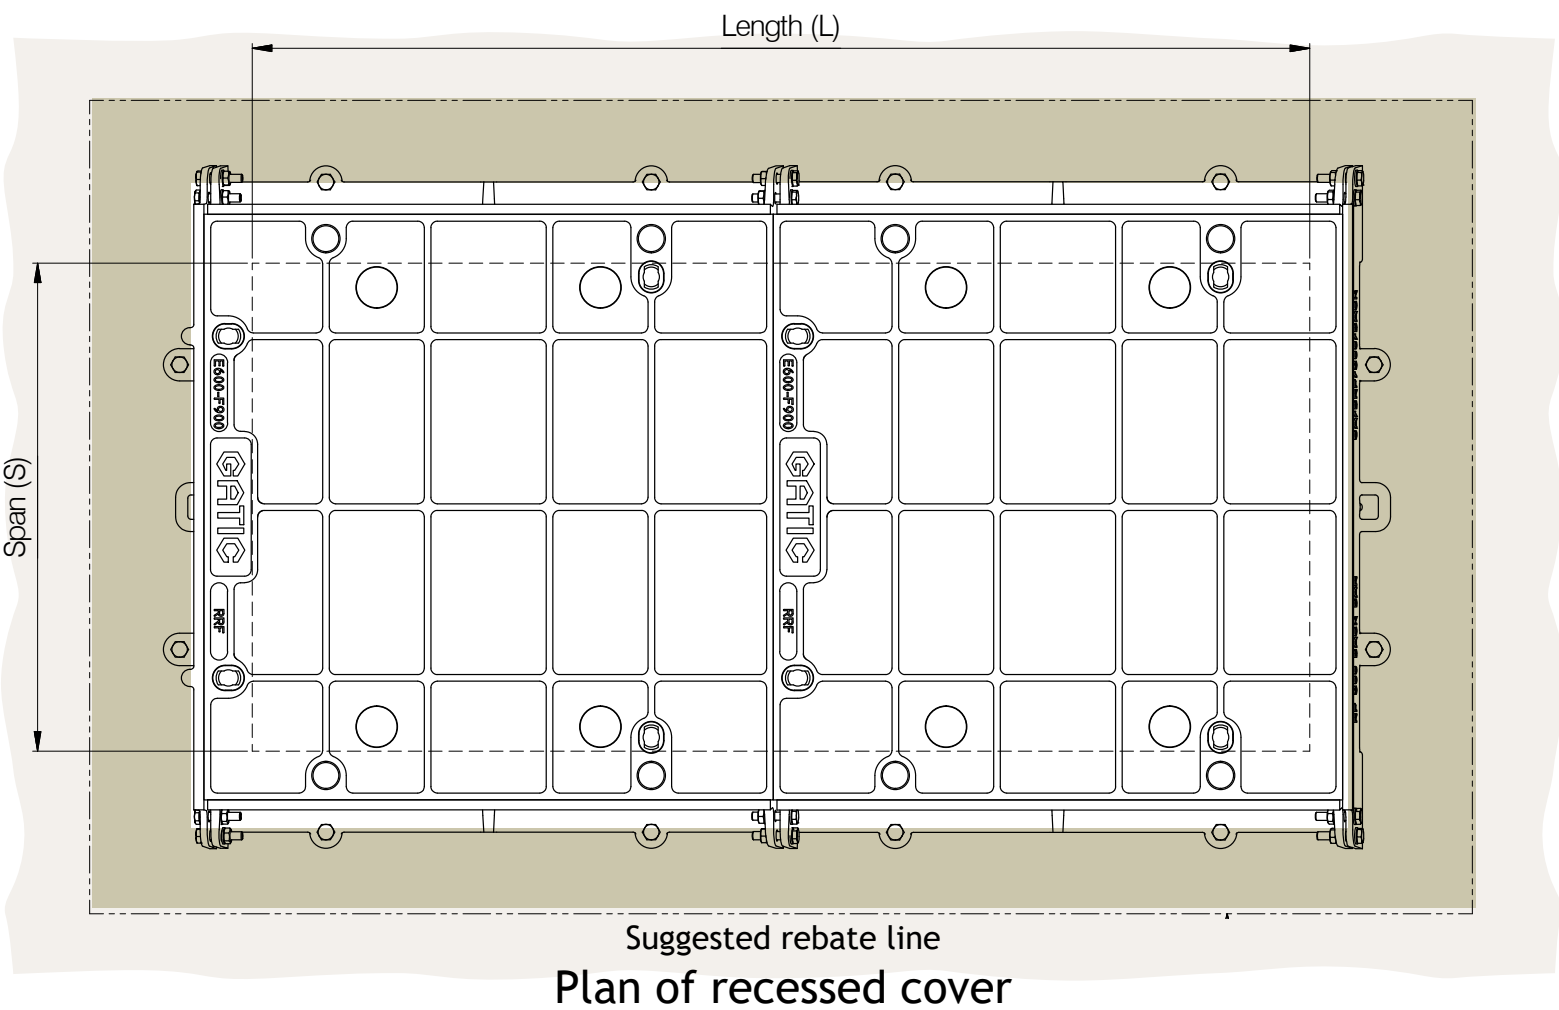 Length (L)
Span (S)
E600-F900
GATIC
RRF
E600-F900
GATIC
RRF
Suggested rebate line
Plan of recessed cover